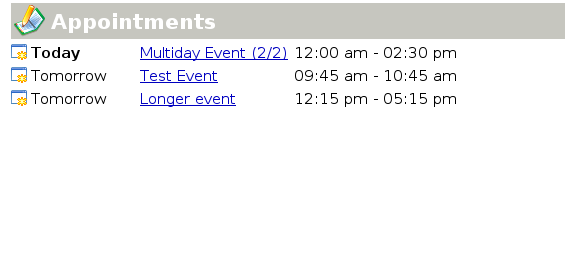 Appointments
Today Multiday Event (2/2) 12:00 am - 02:30 pm
Tomorrow Test Event 09:45 am - 10:45 am
Tomorrow Longer event 12:15 pm - 05:15 pm